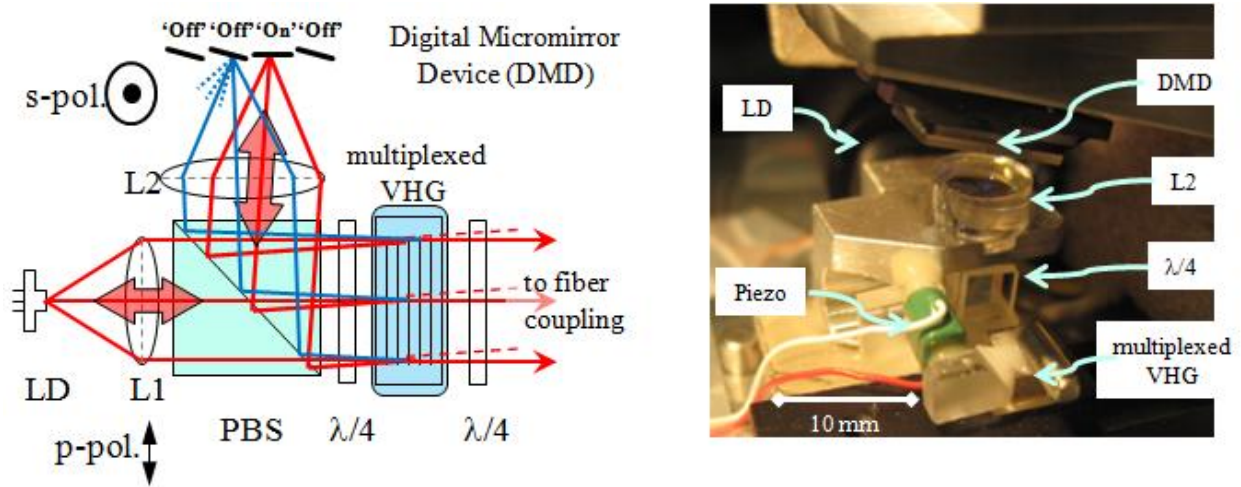 'Off' 'Off' 'On' 'Off'
Digital Micromirror
Device (DMD)
s-pol.
multiplexed
VHG
L2
to fiber
coupling
LD
L1
PBS
λ/4
λ/4
p-pol.
LD
DMD
L2
λ/4
Piezo
multiplexed
VHG
10 mm